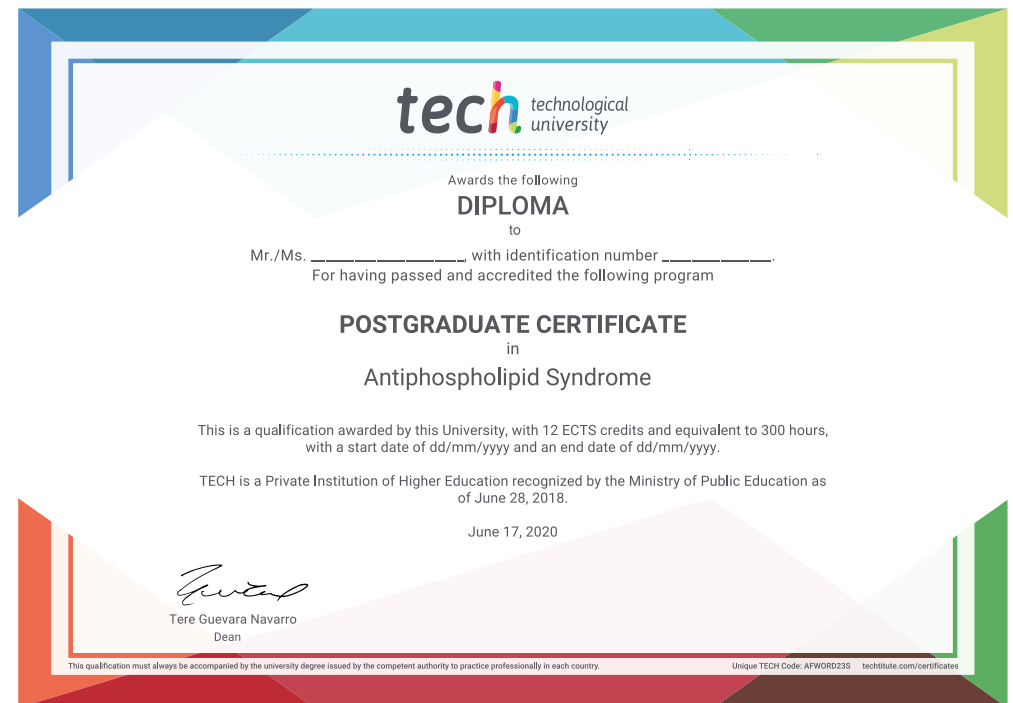 tech technological
university
Awards the following
DIPLOMA
to
Mr./Ms. ____________________, with identification number ______________.
For having passed and accredited the following program
POSTGRADUATE CERTIFICATE
in
Antiphospholipid Syndrome
This is a qualification awarded by this University, with 12 ECTS credits and equivalent to 300 hours,
with a start date of dd/mm/yyyy and an end date of dd/mm/yyyy.
TECH is a Private Institution of Higher Education recognized by the Ministry of Public Education as
of June 28, 2018.
June 17, 2020
Tere Guevara Navarro
Dean
This qualification must always be accompanied by the university degree issued by the competent authority to practice professionally in each country.
Unique TECH Code: AFWORD23S techtitute.com/certificates